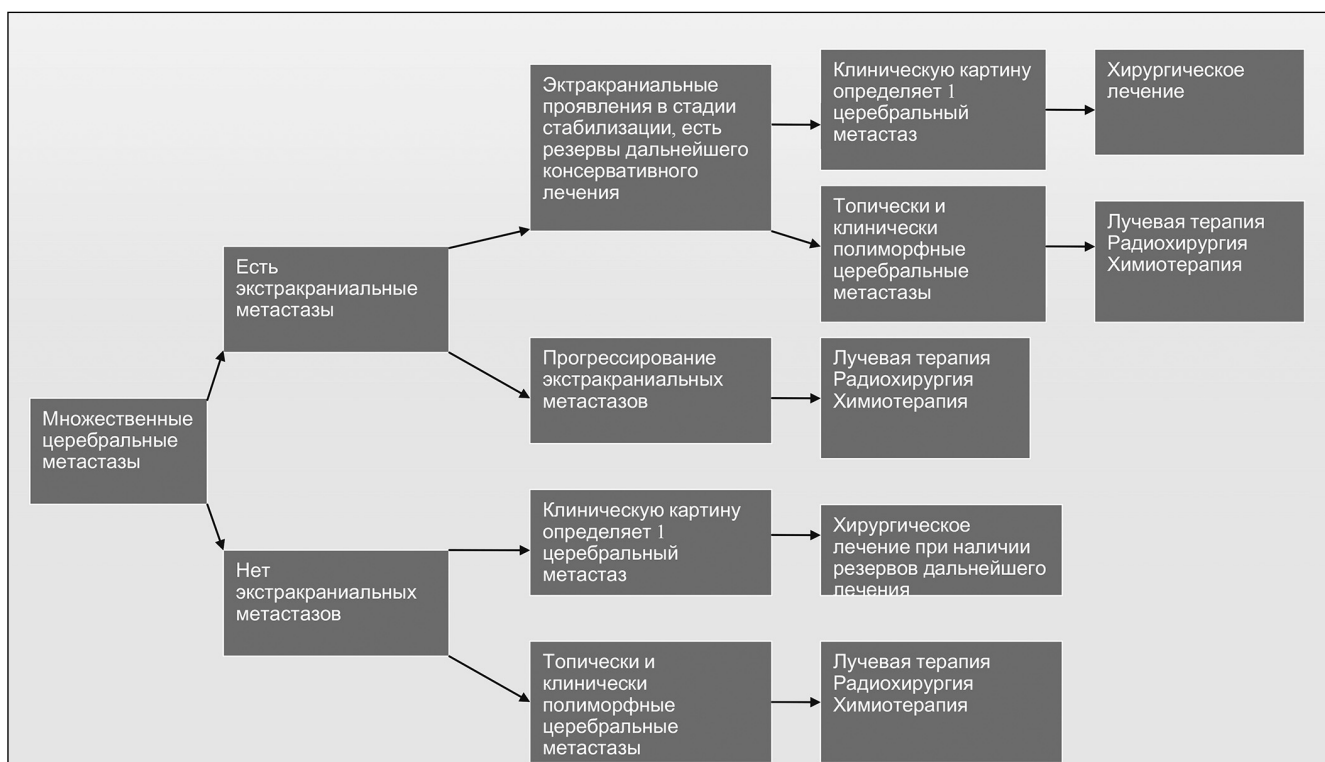 Множественные
церебральные
метастазы
Есть
экстракраниальные
метастазы
Нет
экстракраниальных
метастазов
Эктракраниальные
проявления в стадии
стабилизации, есть
резервы дальнейшего
консервативного
лечения
Прогрессирование
экстракраниальных
метастазов
Клиническую картину
определяет 1
церебральный
метастаз
Топически и
клинически
полиморфные
церебральные
метастазы
Клиническую картину
определяет 1
церебральный
метастаз
Топически и
клинически
полиморфные
церебральные
метастазы
Лучевая терапия
Радиохирургия
Химиотерапия
Хирургическое
лечение при наличии
резервов дальнейшего
лечения
Лучевая терапия
Радиохирургия
Химиотерапия
Хирургическое
лечение
Лучевая терапия
Радиохирургия
Химиотерапия